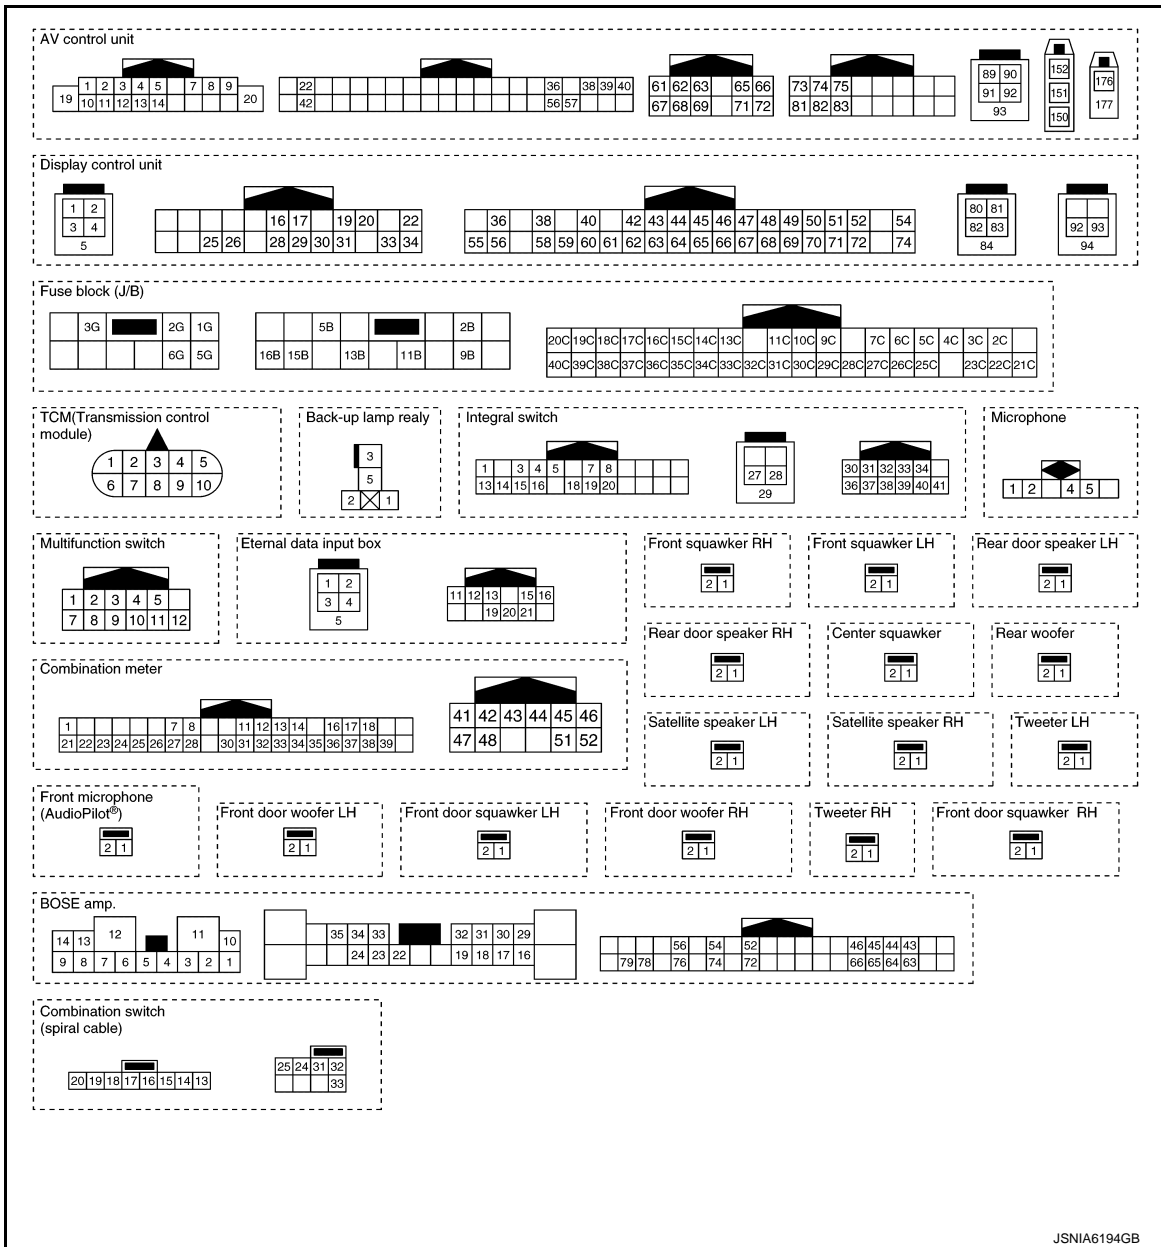 AV control unit
1 2 3 4 5 7 8 9
19 10 11 12 13 14 20
22 36 38 39 40
42 56 57
61 62 63 65 66
67 68 69 71 72
73 74 75
81 82 83
89 90
91 92
93
152
151
150
176
177
Display control unit
1 2
3 4
5
16 17 19 20 22
25 26 28 29 30 31 33 34
36 38 40 42 43 44 45 46 47 48 49 50 51 52 54
55 56 58 59 60 61 62 63 64 65 66 67 68 69 70 71 72 74
80 81
82 83
84
92 93
94
Fuse block (J/B)
3G 2G 1G
6G 5G
5B 2B
16B 15B 13B 11B 9B
20C 19C 18C 17C 16C 15C 14C 13C 11C 10C 9C 7C 6C 5C 4C 3C 2C
40C 39C 38C 37C 36C 35C 34C 33C 32C 31C 30C 29C 28C 27C 26C 25C 23C 22C 21C
TCM(Transmission control
module)
1 2 3 4 5
6 7 8 9 10
Back-up lamp realy
3
5
2 1
Integral switch
1 3 4 5 7 8
13 14 15 16 18 19 20
27 28
29
30 31 32 33 34
36 37 38 39 40 41
Microphone
1 2 4 5
Multifunction switch
1 2 3 4 5
7 8 9 10 11 12
Eternal data input box
1 2
3 4
5
11 12 13 15 16
19 20 21
Front squawker RH
2 1
Front squawker LH
2 1
Rear door speaker LH
2 1
Rear door speaker RH
2 1
Center squawker
2 1
Rear woofer
2 1
Combination meter
1 7 8 11 12 13 14 16 17 18
21 22 23 24 25 26 27 28 30 31 32 33 34 35 36 37 38 39
41 42 43 44 45 46
47 48 51 52
Satellite speaker LH
2 1
Satellite speaker RH
2 1
Tweeter LH
2 1
Front microphone
(AudioPilot®)
2 1
Front door woofer LH
2 1
Front door squawker LH
2 1
Front door woofer RH
2 1
Tweeter RH
2 1
Front door squawker RH
2 1
BOSE amp.
14 13 12 11 10
9 8 7 6 5 4 3 2 1
35 34 33 32 31 30 29
24 23 22 19 18 17 16
56 54 52 46 45 44 43
79 78 76 74 72 66 65 64 63
Combination switch
(spiral cable)
20 19 18 17 16 15 14 13
25 24 31 32
33
JSNIA6194GB